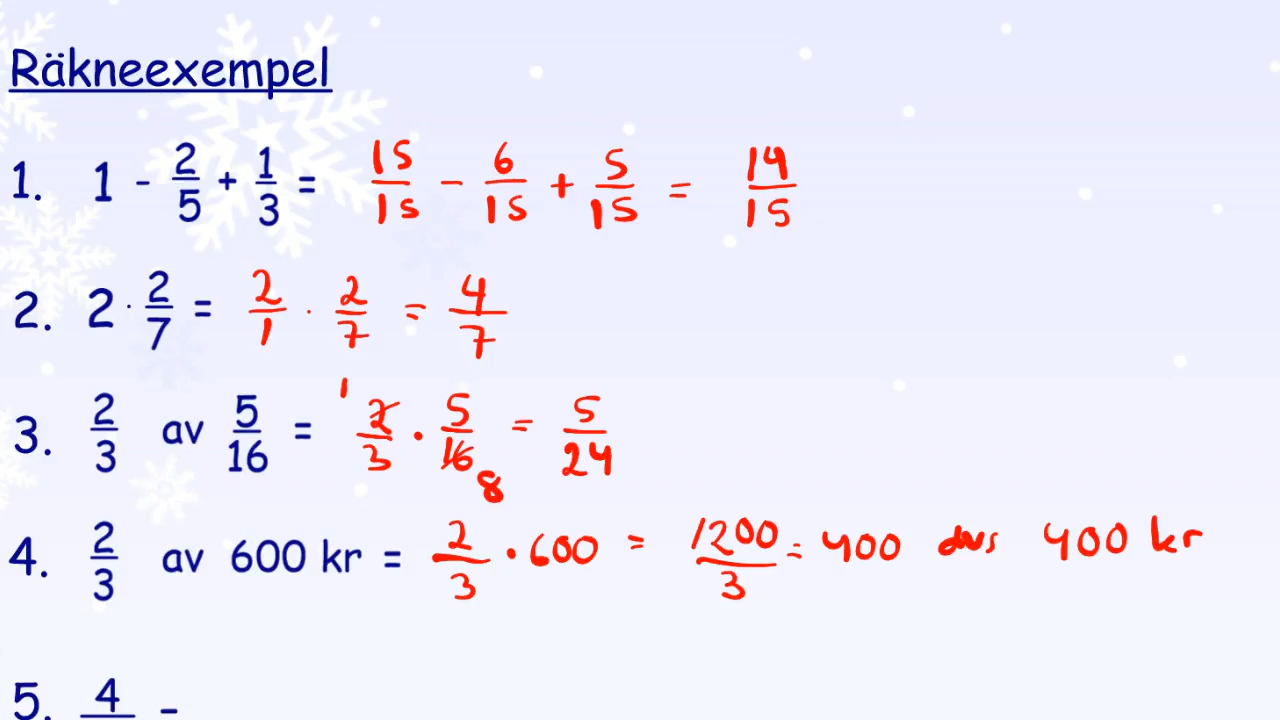 Räkneexempel
1. 1 - 2/5 + 1/3 = 15/15 - 6/15 + 5/15 = 14/15
2. 2 · 2/7 = 2/1 · 2/7 = 4/7
3. 2/3 av 5/16 = 1 2/3 · 5/16 8 = 5/24
4. 2/3 av 600 kr = 2/3 · 600 = 1200/3 = 400 dvs 400 kr
5. 4 -